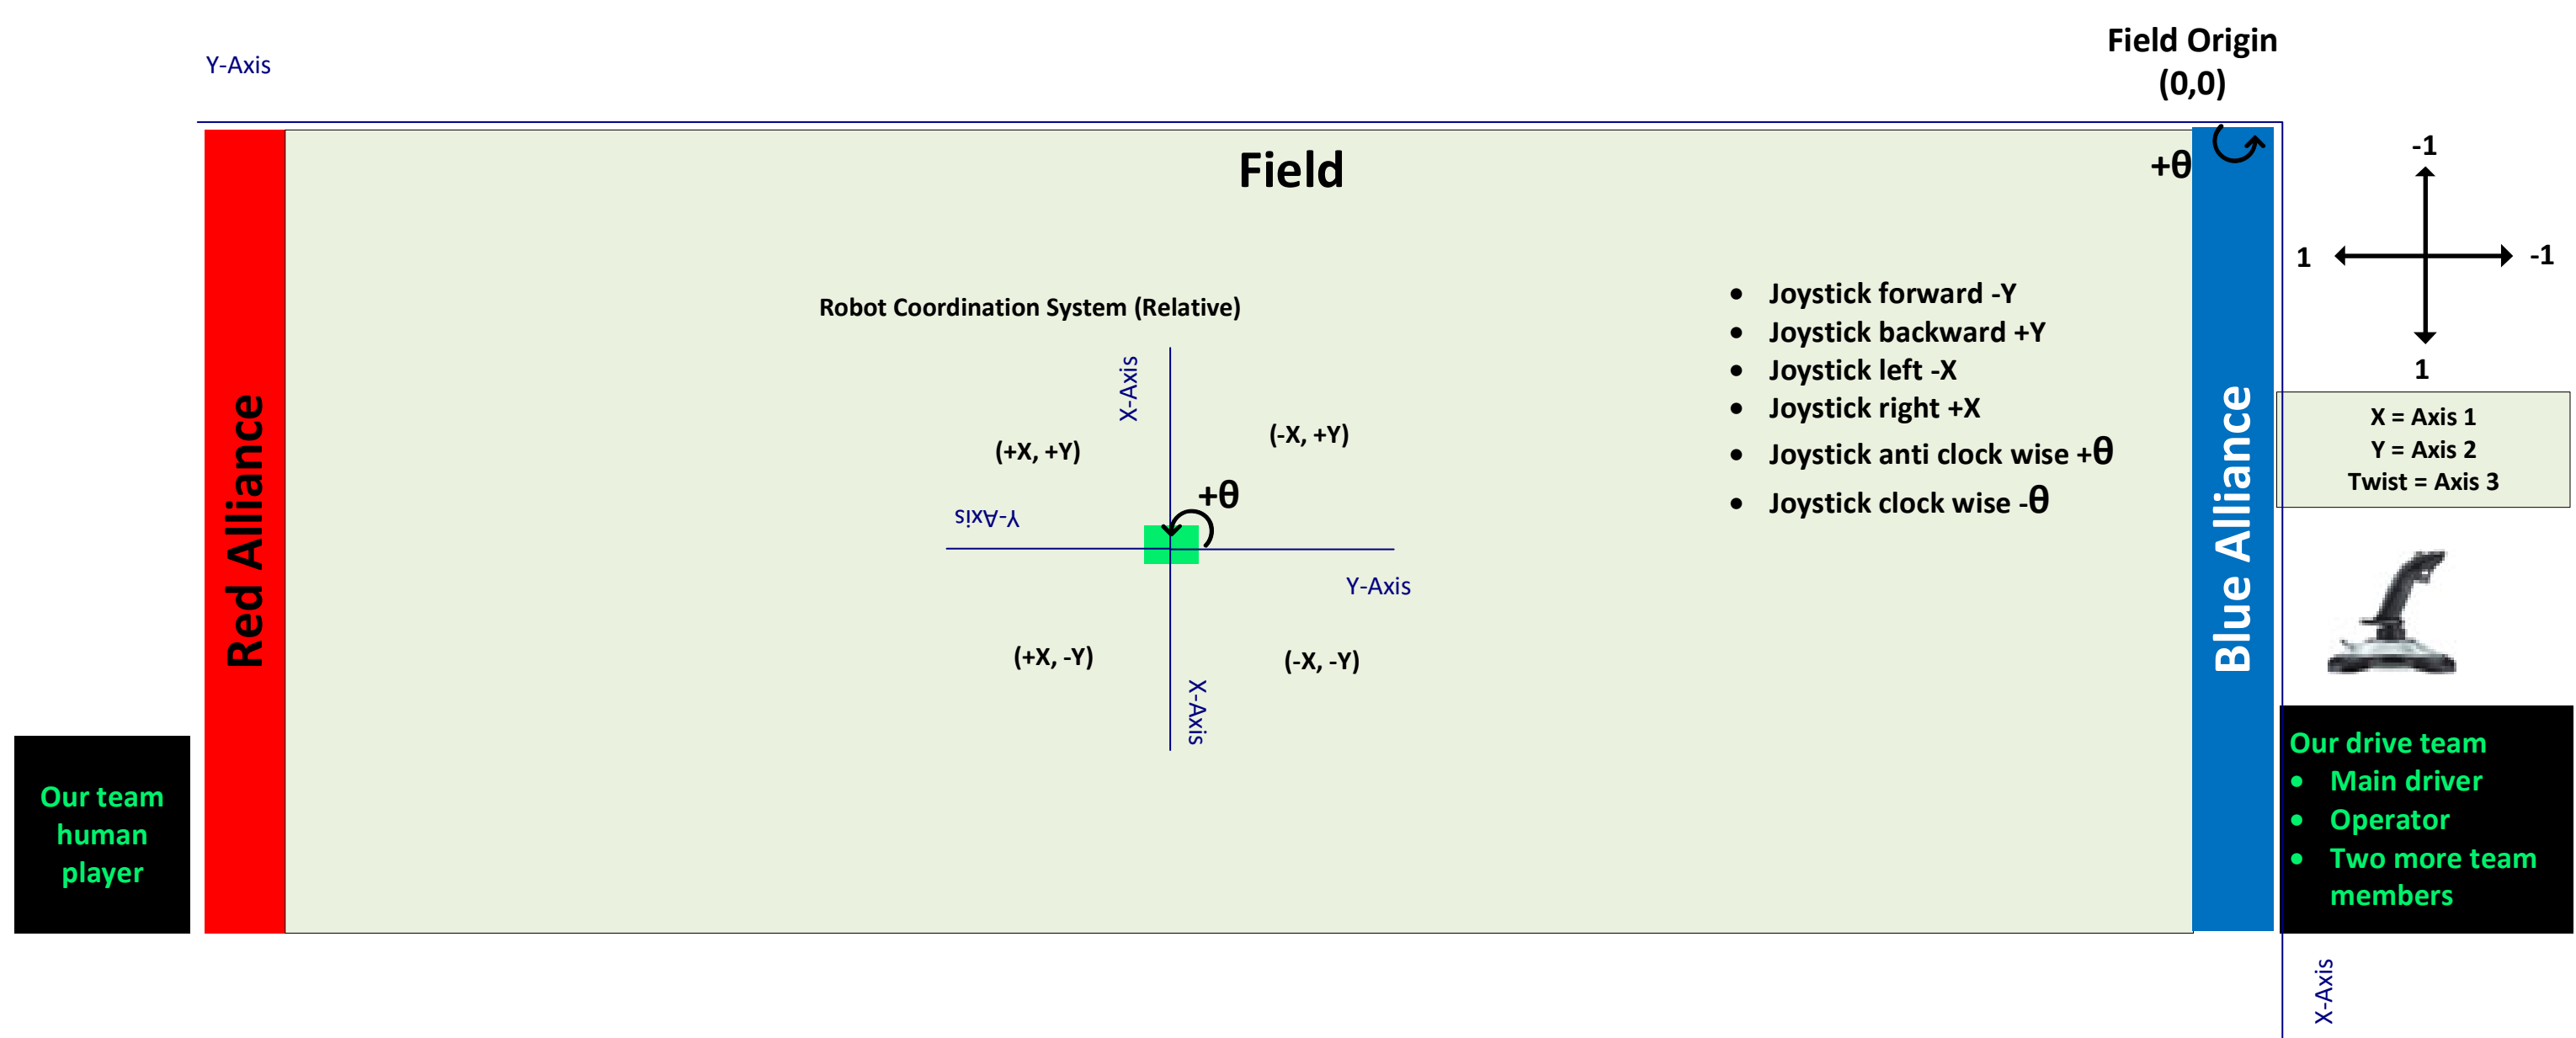 Field Origin
(0,0)
Y-Axis
Field
+θ
-1
1
-1
1
Robot Coordination System (Relative)
X-Axis
(+X, +Y)
(-X, +Y)
+θ
Y-Axis
Y-Axis
(+X, -Y)
(-X, -Y)
X-Axis
• Joystick forward -Y
• Joystick backward +Y
• Joystick left -X
• Joystick right +X
• Joystick anti clock wise +θ
• Joystick clock wise -θ
Red Alliance
Blue Alliance
X = Axis 1
Y = Axis 2
Twist = Axis 3
Our team
human
player
Our drive team
• Main driver
• Operator
• Two more team
members
X-Axis